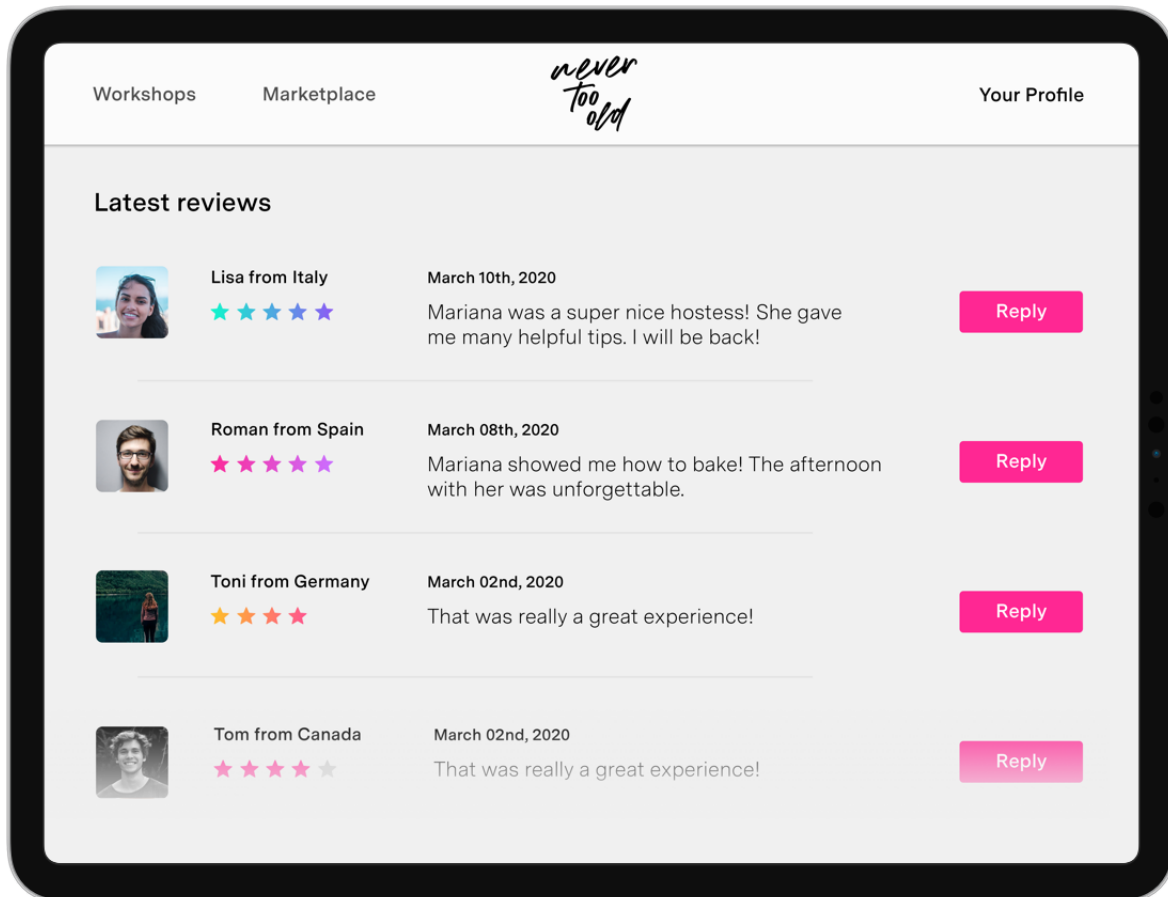 Workshops
Marketplace
never
too
old
Your Profile
Latest reviews
Lisa from Italy
March 10th, 2020
Mariana was a super nice hostess! She gave
me many helpful tips. I will be back!
Reply
Roman from Spain
March 08th, 2020
Mariana showed me how to bake! The afternoon
with her was unforgettable.
Reply
Toni from Germany
March 02nd, 2020
That was really a great experience!
Reply
Tom from Canada
March 02nd, 2020
That was really a great experience!
Reply